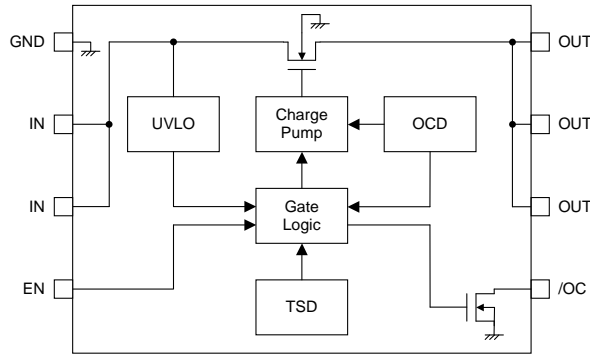 GND
OUT
IN
UVLO
Charge
Pump
OCD
OUT
IN
Gate
Logic
OUT
EN
TSD
/OC